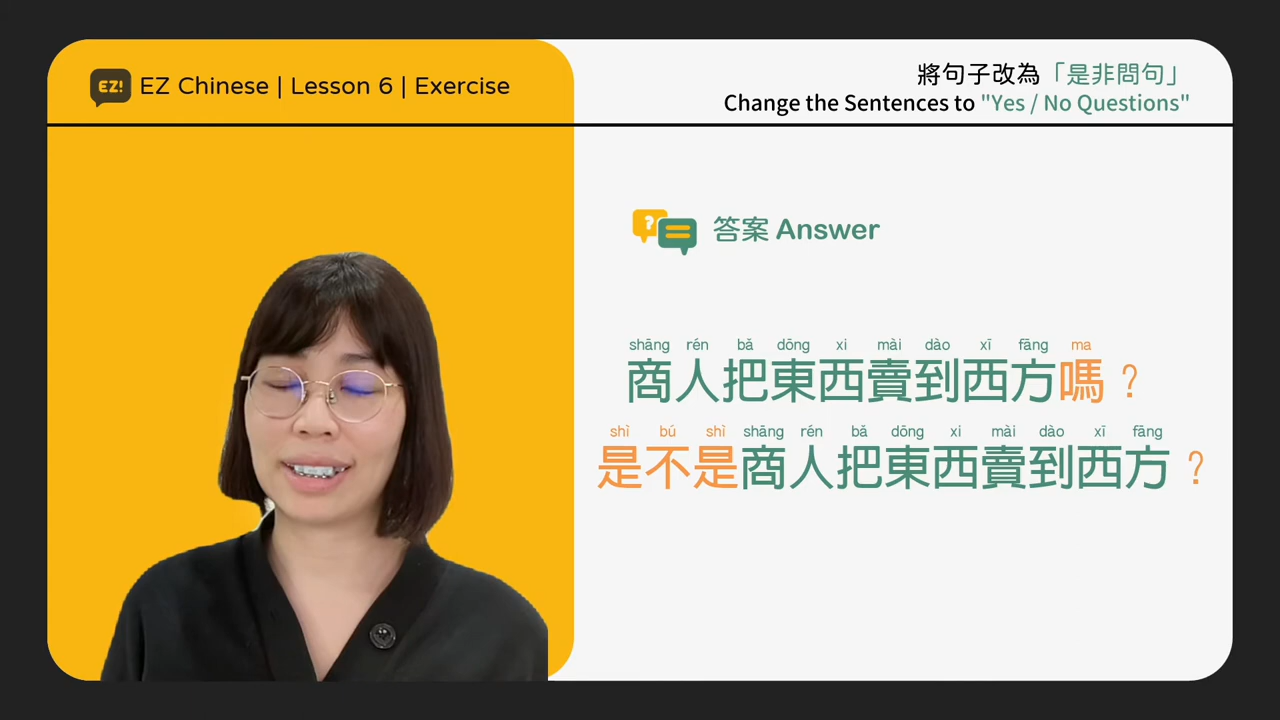 EZ! EZ Chinese | Lesson 6 | Exercise
將句子改為「是非問句」
Change the Sentences to "Yes / No Questions"
? 答案 Answer
shāng rén bǎ dōng xi mài dào xī fāng ma
商人把東西賣到西方嗎？
shì bú shì shāng rén bǎ dōng xi mài dào xī fāng
是不是商人把東西賣到西方？